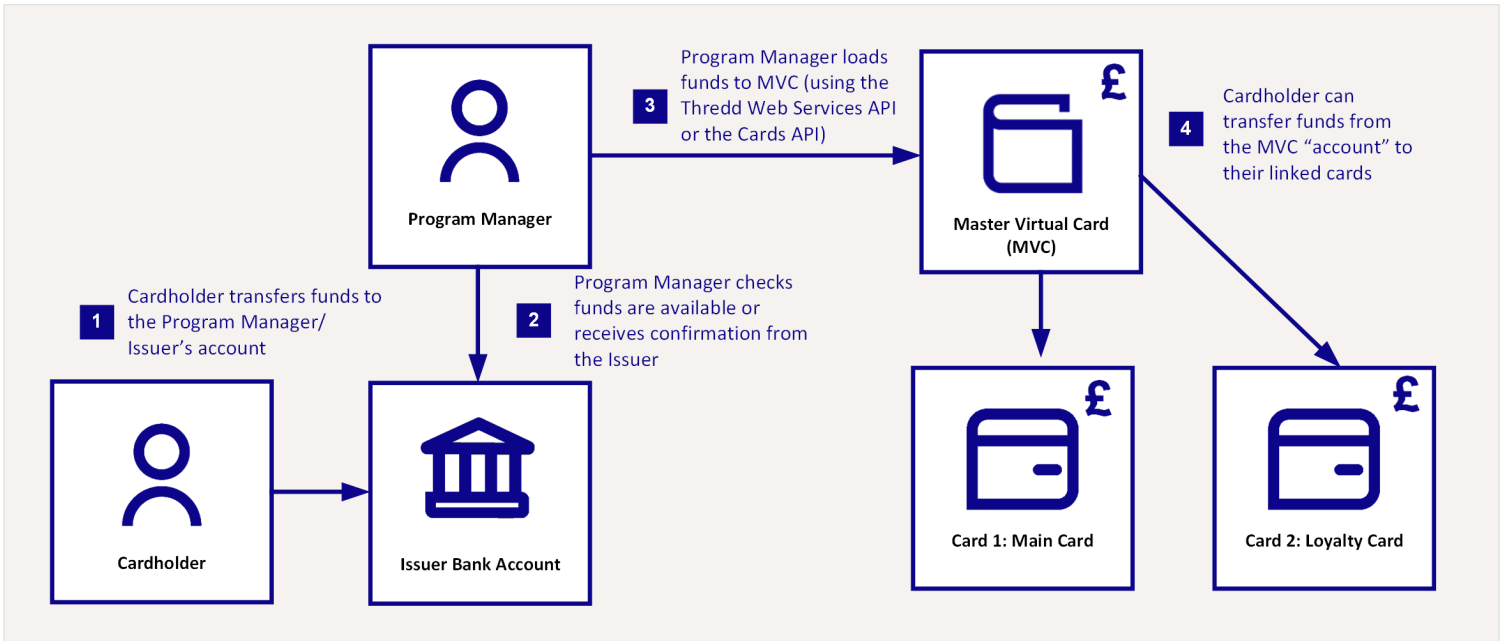 Program Manager
3
Program Manager loads
funds to MVC (using the
Thredd Web Services API
or the Cards API)
£
Master Virtual Card
(MVC)
4
Cardholder can
transfer funds from
the MVC “account” to
their linked cards
1
Cardholder transfers funds to
the Program Manager/
Issuer’s account
2
Program Manager checks
funds are available or
receives confirmation from
the Issuer
Cardholder
Issuer Bank Account
£
Card 1: Main Card
£
Card 2: Loyalty Card